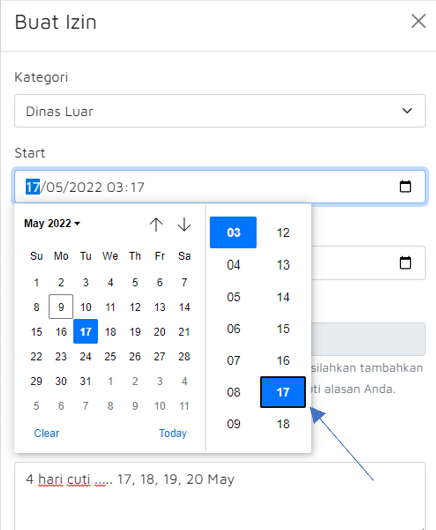 Buat Izin
Kategori
Dinas Luar
Start
17/05/2022 03:17
May 2022
Su Mo Tu We Th Fr Sa
1 2 3 4 5 6 7
8 9 10 11 12 13 14
15 16 17 18 19 20 21
22 23 24 25 26 27 28
29 30 31 1 2 3 4
5 6 7 8 9 10 11
Clear Today
03 12
04 13
05 14
06 15
07 16
08 17
09 18
silahkan tambahkan
uti alasan Anda.
4 hari cuti ..... 17, 18, 19, 20 May